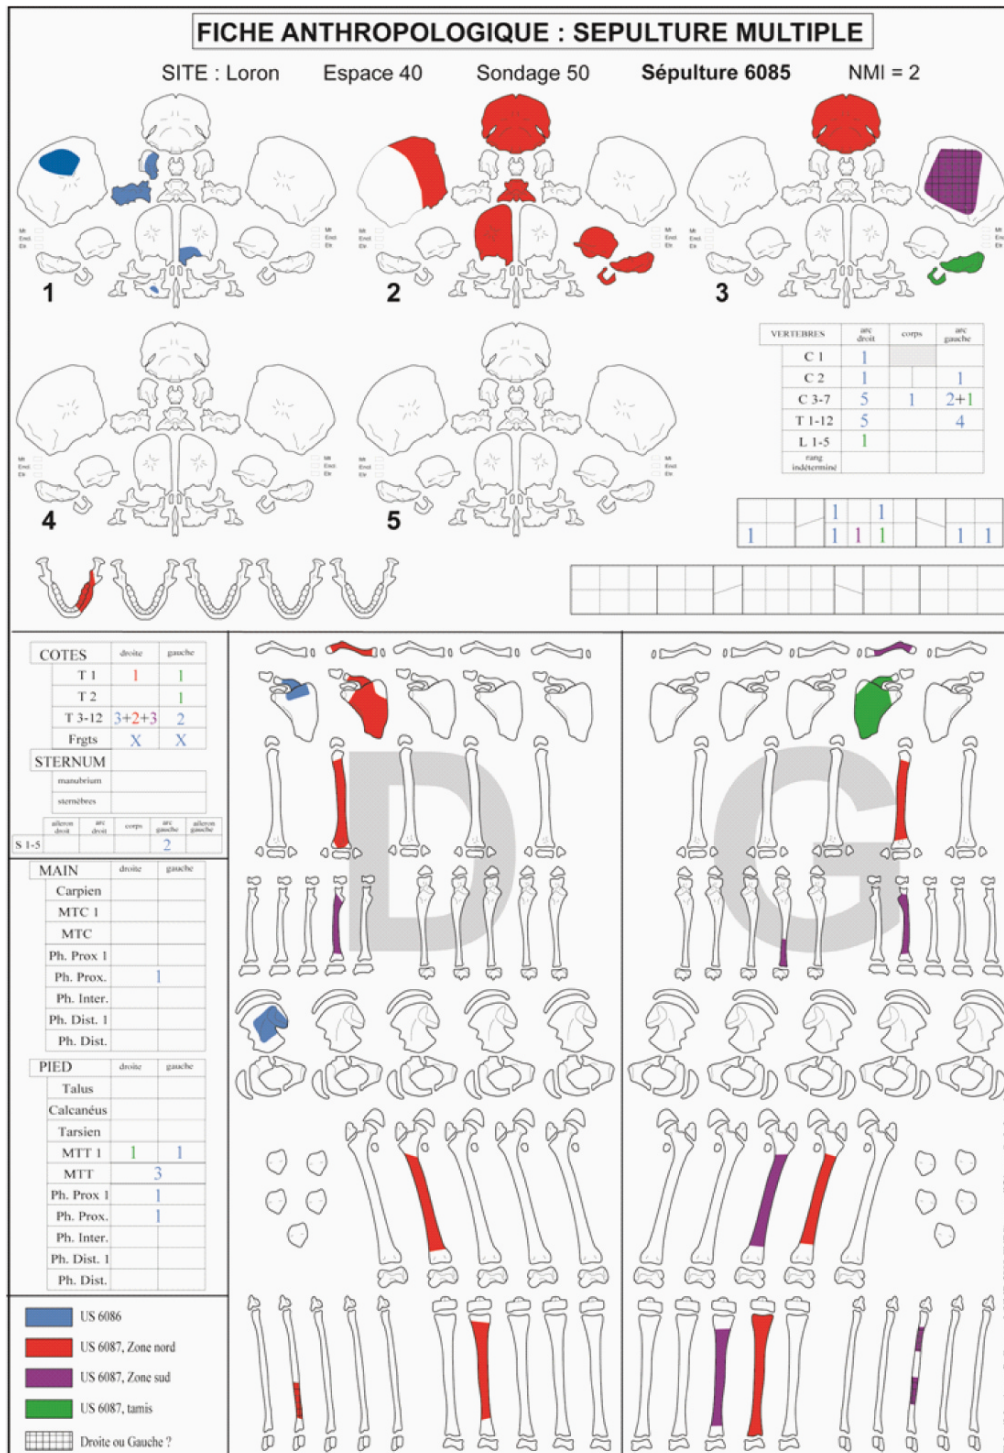 FICHE ANTHROPOLOGIQUE : SEPULTURE MULTIPLE
SITE : Loron Espace 40 Sondage 50 Sépulture 6085 NMI = 2
1 2 3
VERTEBRES arc droit corps arc gauche
C 1 1
C 2 1 1
C 3-7 5 1 2+1
T 1-12 5 4
L 1-5 1
rang indéterminé
4 5
1 1
1 1 1 1 1 1
COTES droite gauche
T 1 1 1
T 2 1
T 3-12 3+2+3 2
Frgts X X
STERNUM
manubrium
sternèbres
aileron droit arc droit corps arc gauche aileron gauche
S 1-5 2
D G
MAIN droite gauche
Carpien
MTC 1
MTC
Ph. Prox 1
Ph. Prox. 1
Ph. Inter.
Ph. Dist. 1
Ph. Dist.
PIED droite gauche
Talus
Calcanéus
Tarsien
MTT 1 1 1
MTT 3
Ph. Prox 1 1
Ph. Prox. 1
Ph. Inter.
Ph. Dist. 1
Ph. Dist.
US 6086
US 6087, Zone nord
US 6087, Zone sud
US 6087, tamis
Droite ou Gauche ?